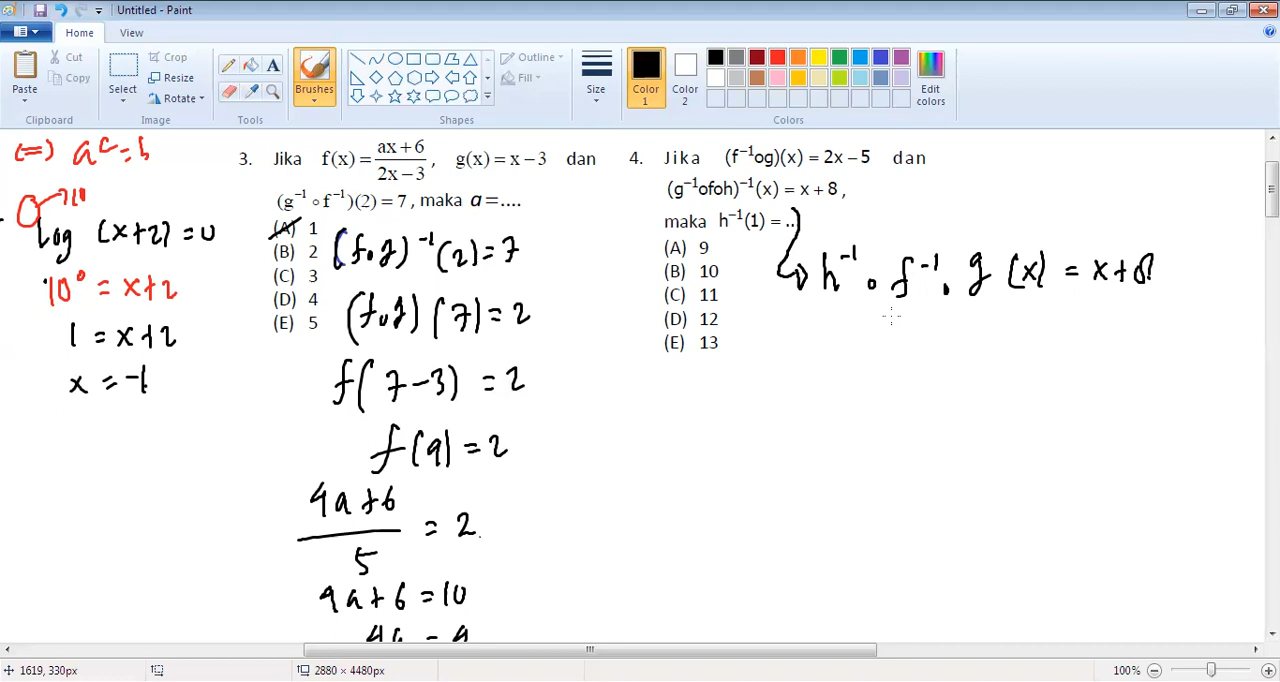 Untitled - Paint
Home
View
Paste
Cut
Copy
Clipboard
Select
Crop
Resize
Rotate
Image
Tools
Brushes
Shapes
Outline
Fill
Size
Color 1
Color 2
Colors
Edit colors
⇔ a^c = b
→ 10
log (x+2) = 0
10^0 = x+2
1 = x+2
x = -1
3. Jika f(x) = (ax + 6)/(2x − 3), g(x) = x − 3 dan
(g⁻¹ o f⁻¹)(2) = 7, maka a = ....
(A) 1
(B) 2
(C) 3
(D) 4
(E) 5
(f∘g)⁻¹(2) = 7
(f∘g)(7) = 2
f(7−3) = 2
f(4) = 2
(4a+6)/5 = 2
4a+6 = 10
4a = 4
4. Jika (f⁻¹og)(x) = 2x − 5 dan
(g⁻¹ofoh)⁻¹(x) = x + 8,
maka h⁻¹(1) = ...
(A) 9
(B) 10
(C) 11
(D) 12
(E) 13
h⁻¹ ∘ f⁻¹ ∘ g (x) = x+8
1619, 330px
2880 × 4480px
100%